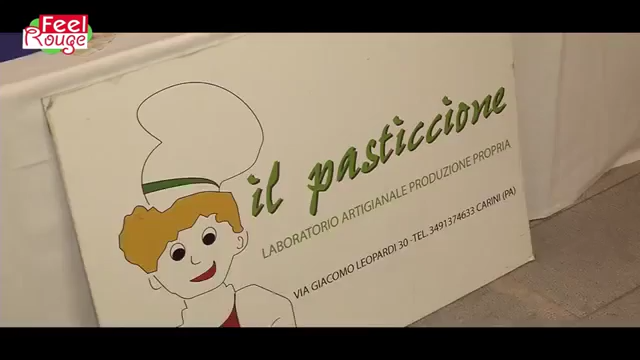 Feel
Rouge
il pasticcione
LABORATORIO ARTIGIANALE PRODUZIONE PROPRIA
VIA GIACOMO LEOPARDI 30 - TEL. 3491374633 CARINI (PA)